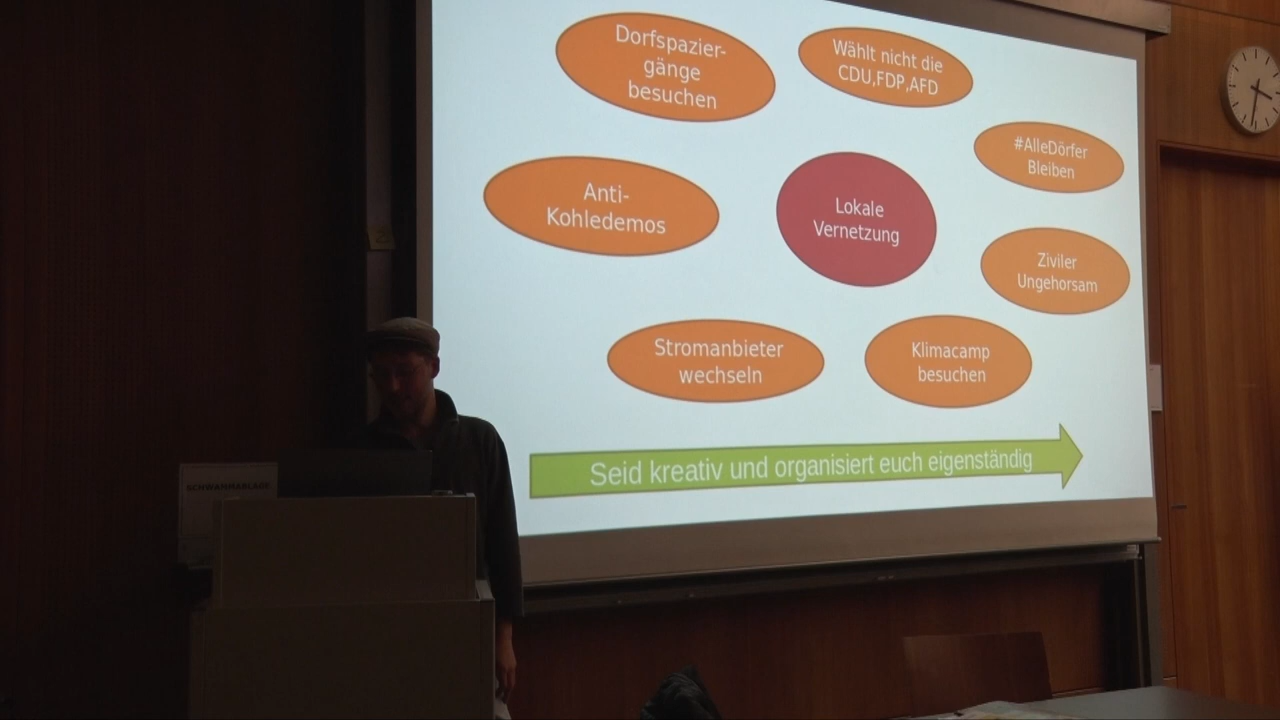 Dorfspazier-
gänge
besuchen
Wählt nicht die
CDU,FDP,AFD
#AlleDörfer
Bleiben
Anti-
Kohledemos
Lokale
Vernetzung
Ziviler
Ungehorsam
Stromanbieter
wechseln
Klimacamp
besuchen
Seid kreativ und organisiert euch eigenständig
SCHWAMMABLAGE